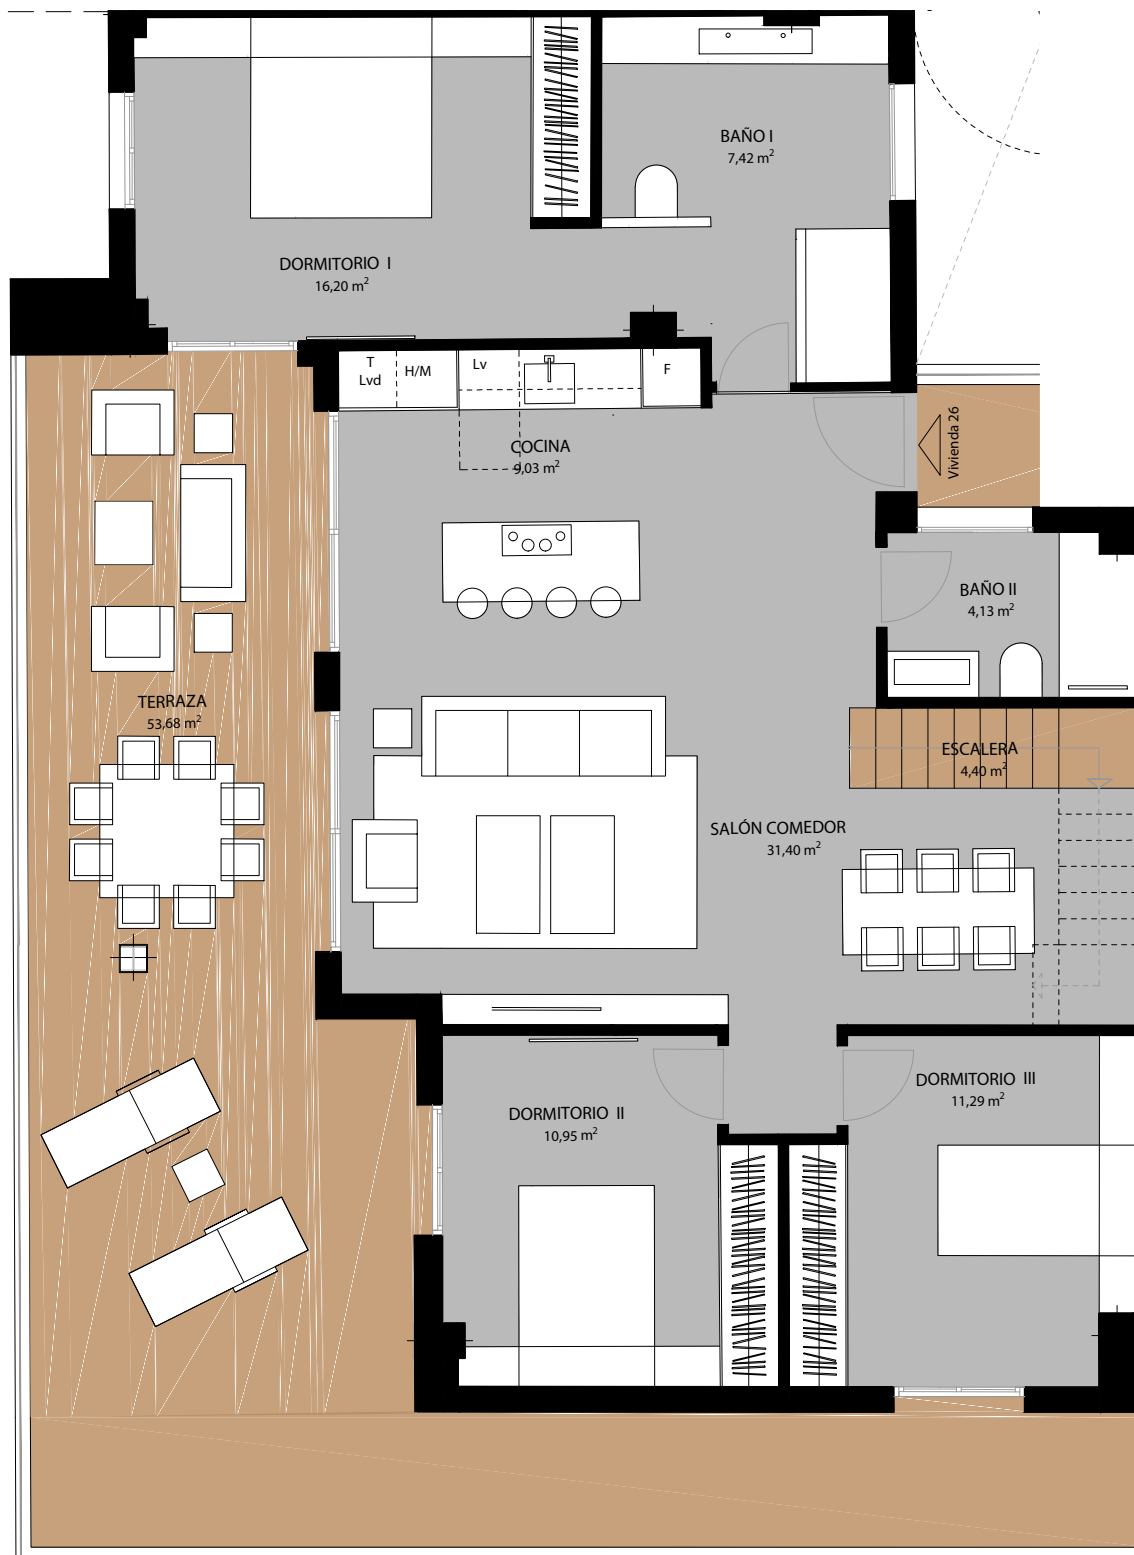 BAÑO I
7,42 m²
DORMITORIO I
16,20 m²
T
Lvd
H/M
Lv
F
COCINA
9,03 m²
Vivienda 26
BAÑO II
4,13 m²
TERRAZA
53,68 m²
ESCALERA
4,40 m²
SALÓN COMEDOR
31,40 m²
DORMITORIO III
11,29 m²
DORMITORIO II
10,95 m²